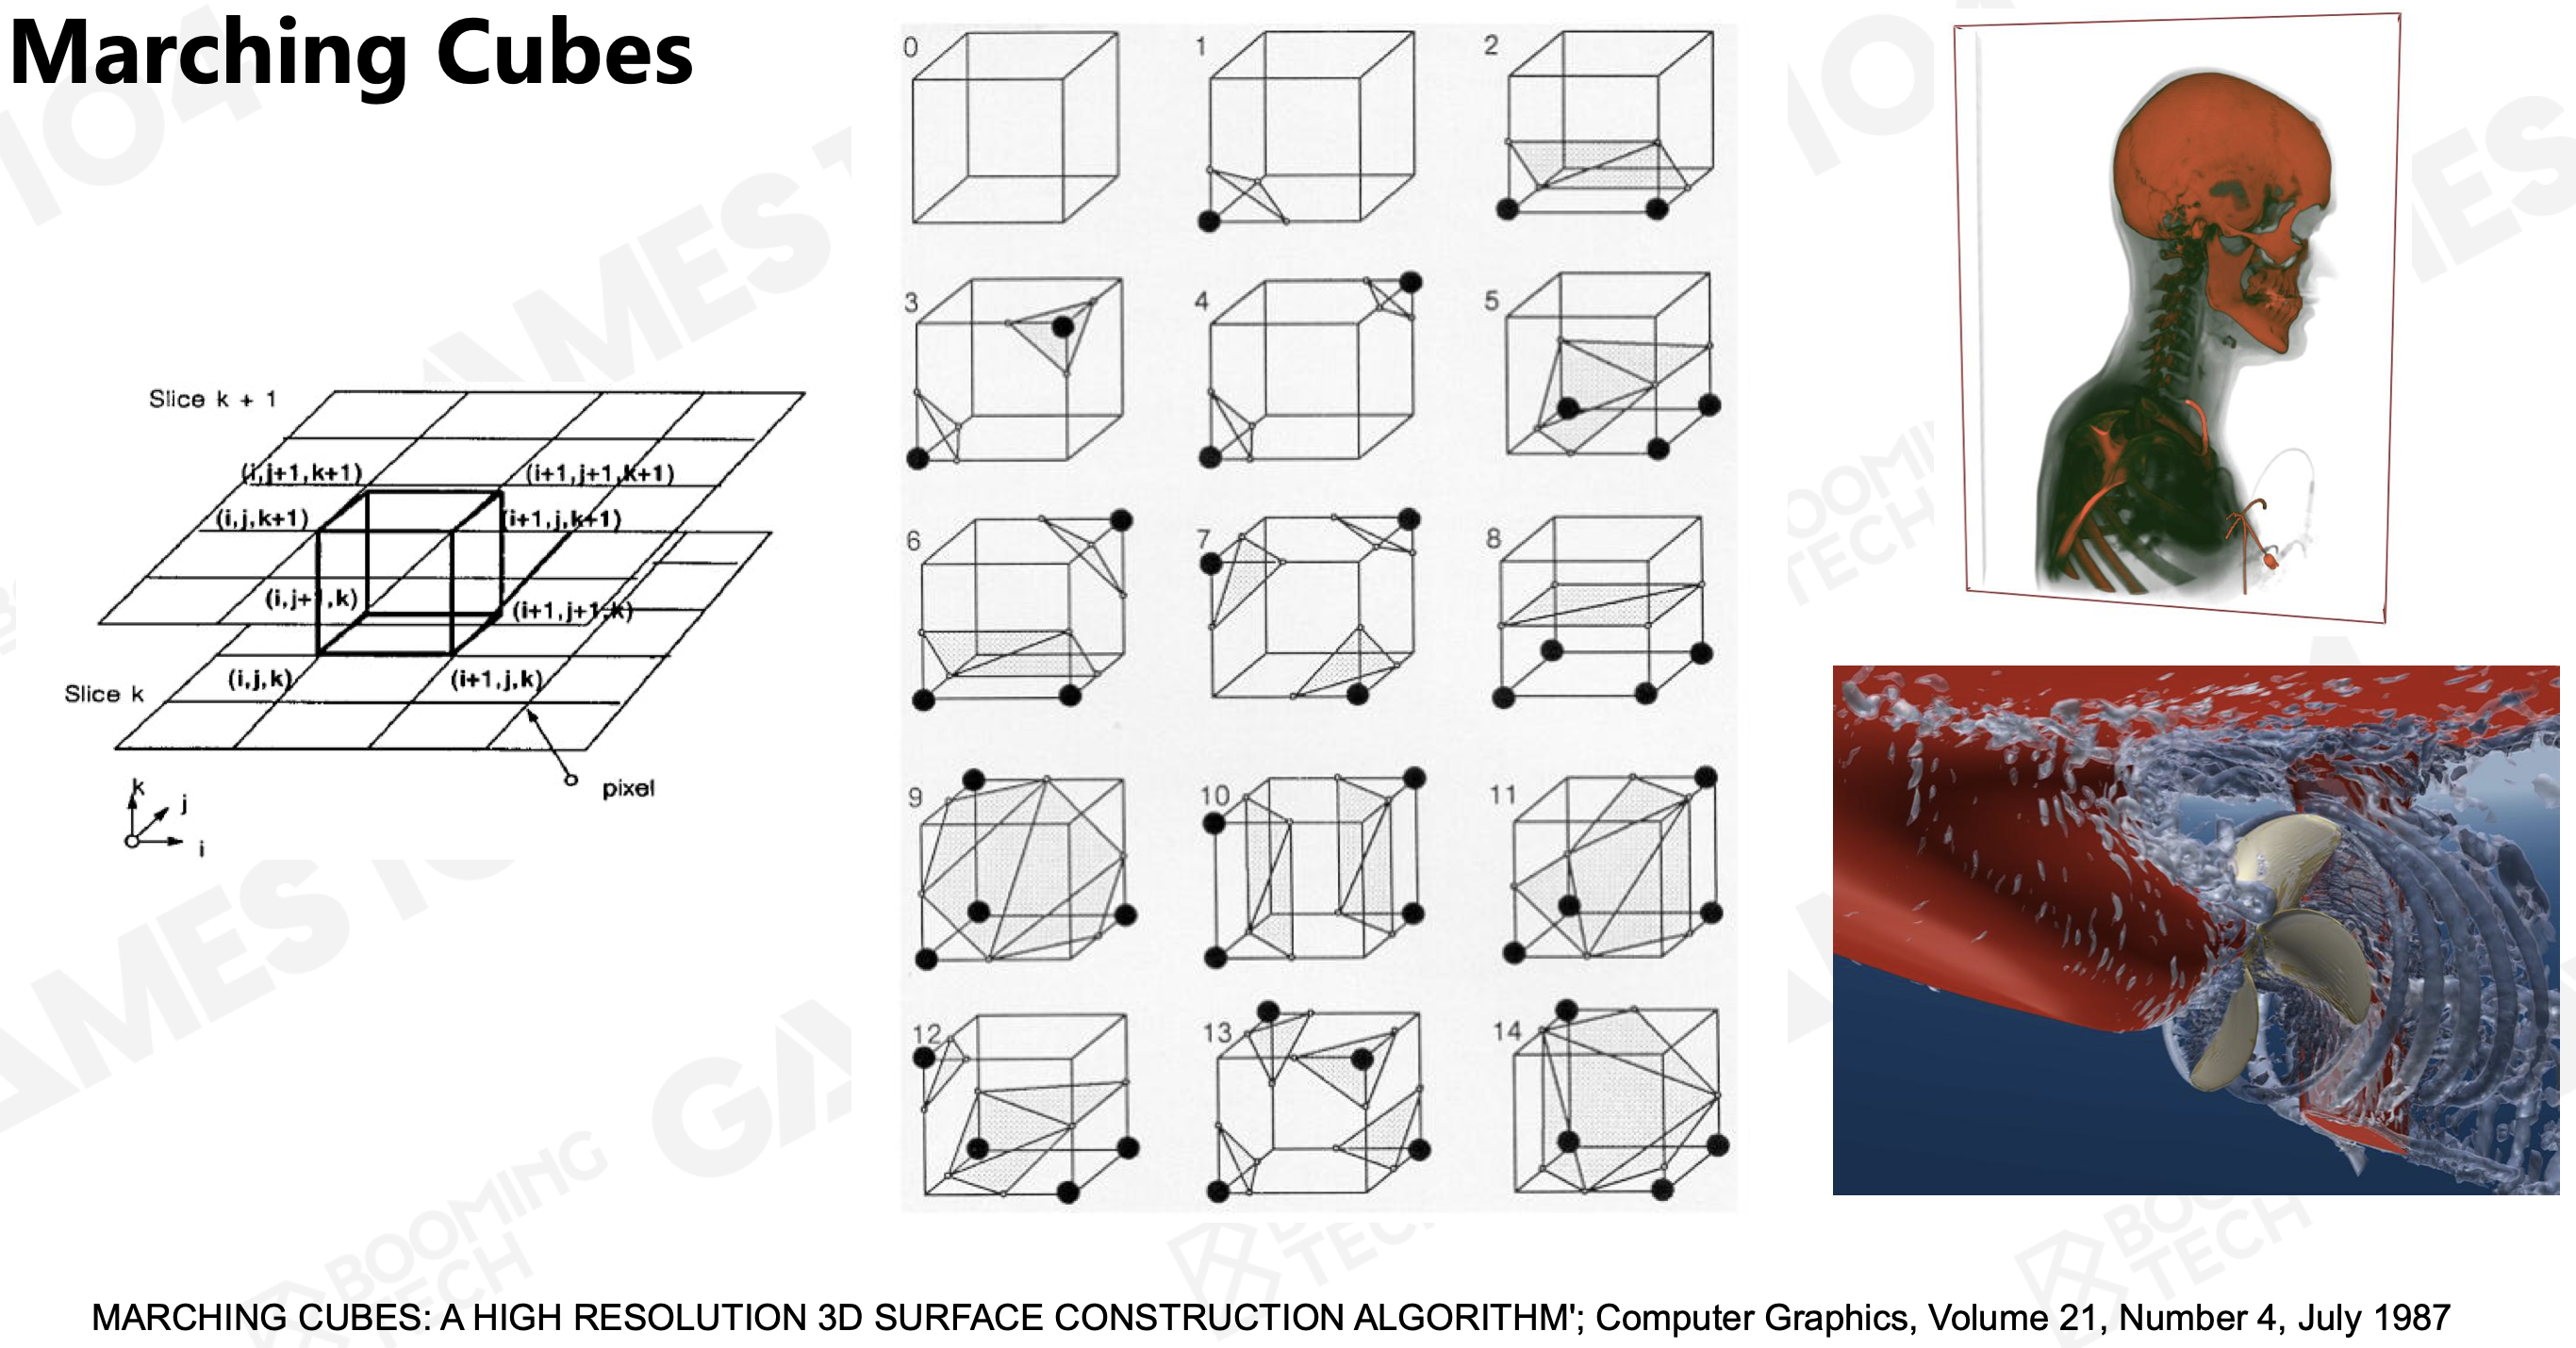 Marching Cubes
Slice k + 1
(i,j+1,k+1)
(i+1,j+1,k+1)
(i,j,k+1)
(i+1,j,k+1)
(i,j+1,k)
(i+1,j+1,k)
(i,j,k)
(i+1,j,k)
Slice k
pixel
k
j
i
0
1
2
3
4
5
6
7
8
9
10
11
12
13
14
MARCHING CUBES: A HIGH RESOLUTION 3D SURFACE CONSTRUCTION ALGORITHM'; Computer Graphics, Volume 21, Number 4, July 1987
BOOMING
TECH